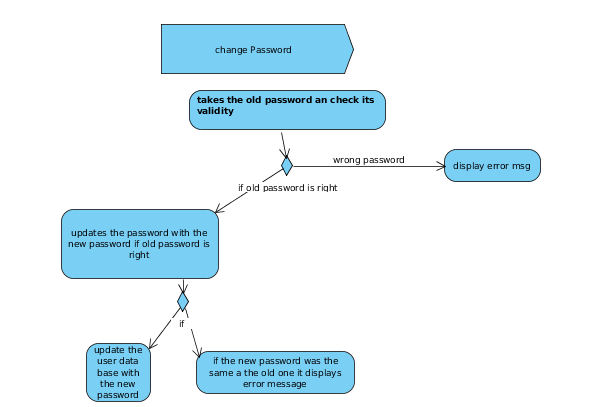 change Password
takes the old password an check its
validity
wrong password
display error msg
if old password is right
updates the password with the
new password if old password is
right
if
update the
user data
base with
the new
password
if the new password was the
same a the old one it displays
error message